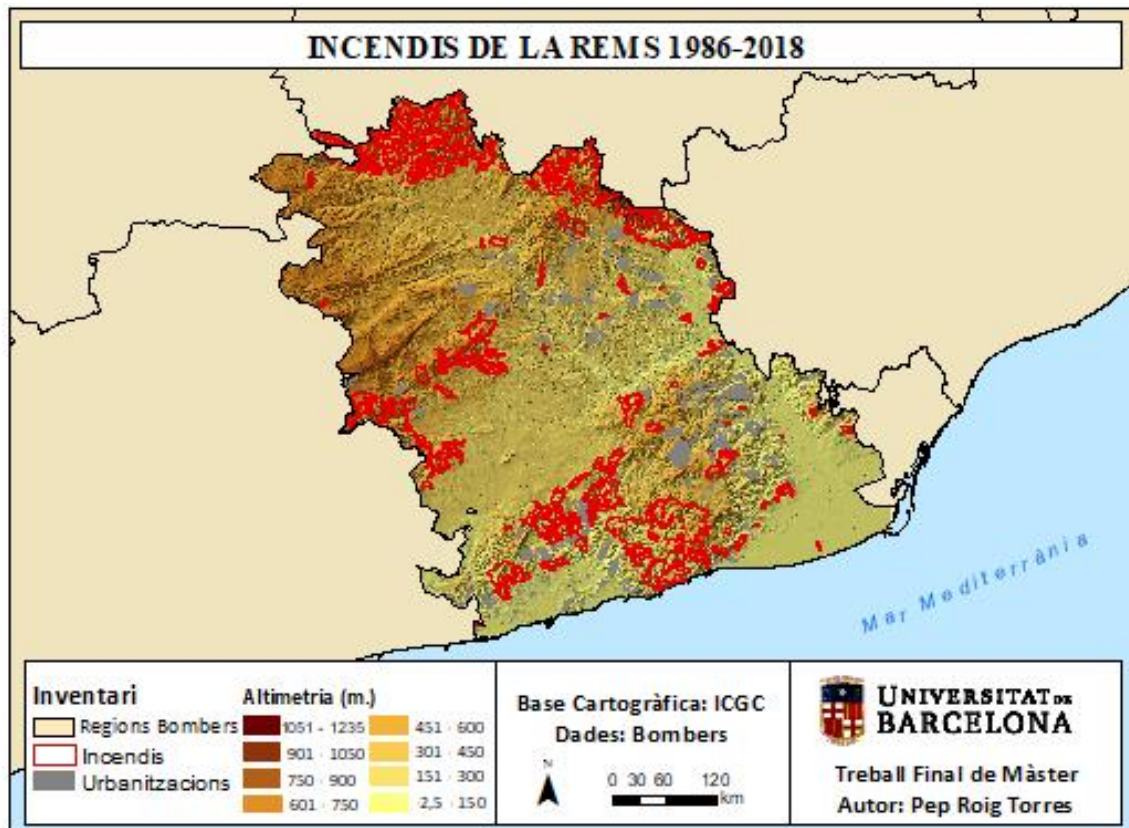 INCENDIS DE LA REMS 1986-2018
Mar Mediterrània
Inventari
Regions Bombers
Incendis
Urbanitzacions
Altimetria (m.)
1051 - 1235
901 - 1050
750 - 900
601 - 750
451 - 600
301 - 450
151 - 300
-2,5 - 150
Base Cartogràfica: ICGC
Dades: Bombers
N
0 30 60 120
km
UNIVERSITAT DE
BARCELONA
Treball Final de Màster
Autor: Pep Roig Torres